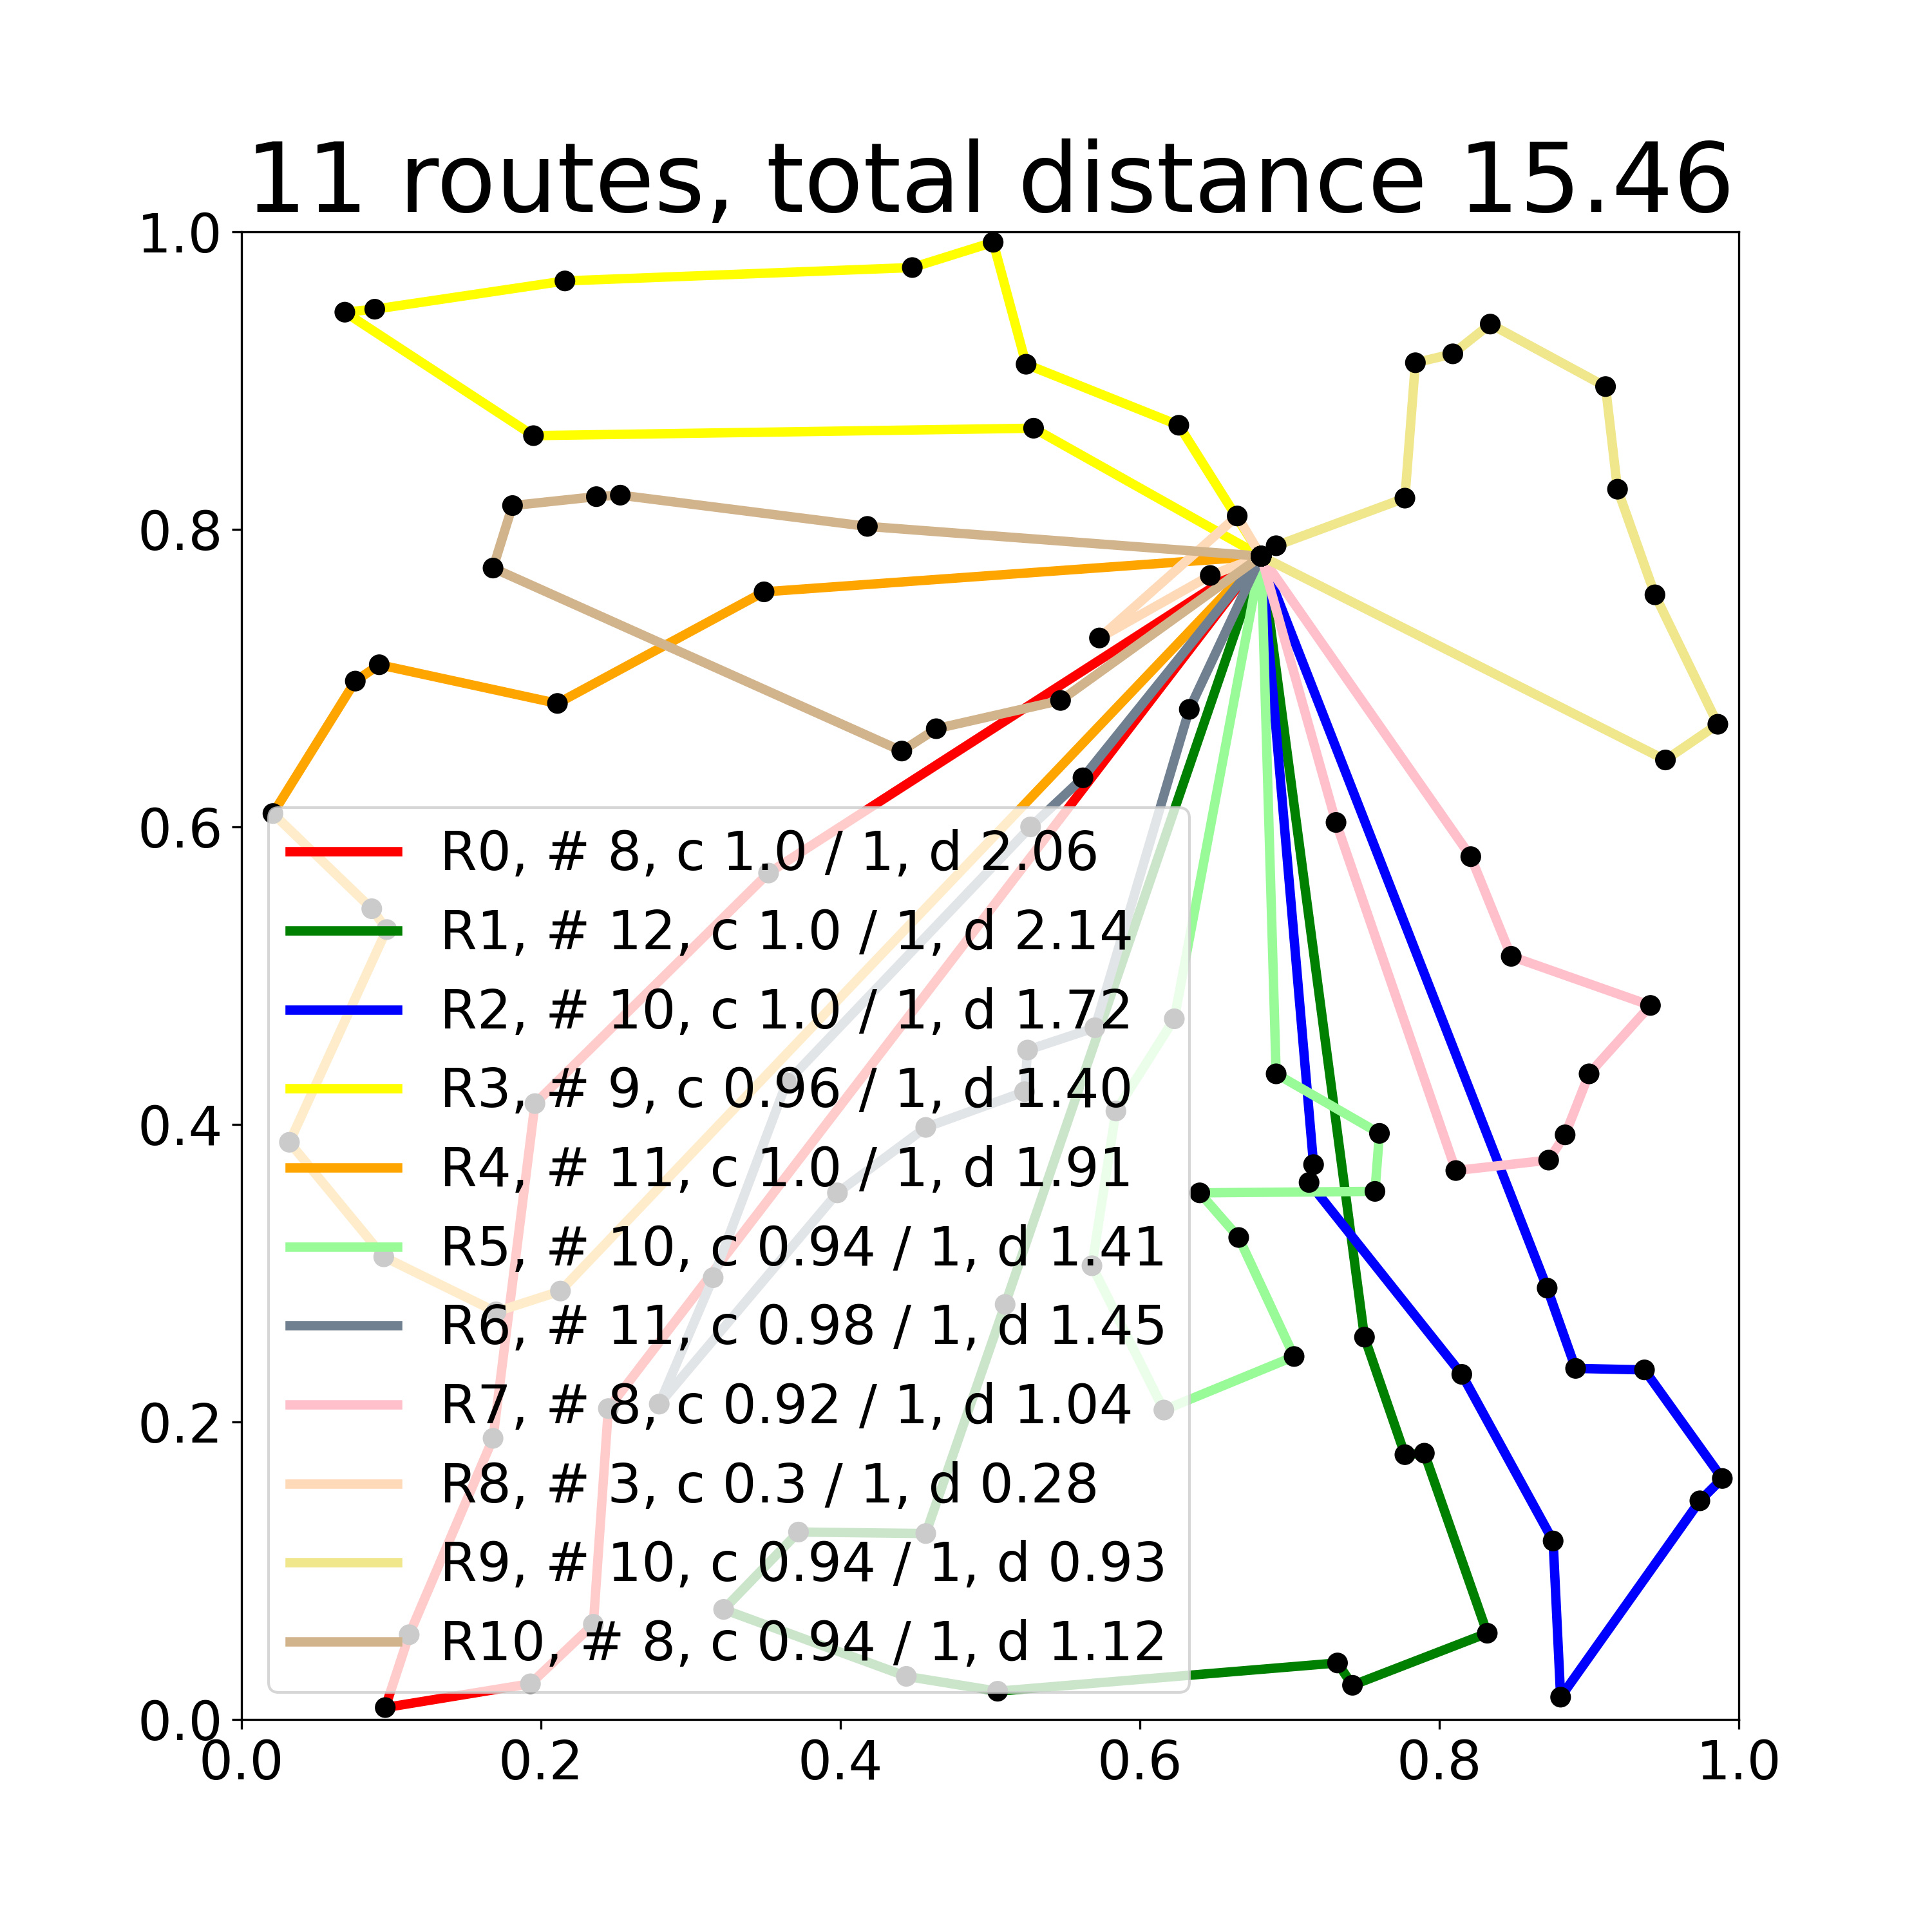 11 routes, total distance 15.46
1.0
0.8
0.6
0.4
0.2
0.0
R0, # 8, c 1.0 / 1, d 2.06
R1, # 12, c 1.0 / 1, d 2.14
R2, # 10, c 1.0 / 1, d 1.72
R3, # 9, c 0.96 / 1, d 1.40
R4, # 11, c 1.0 / 1, d 1.91
R5, # 10, c 0.94 / 1, d 1.41
R6, # 11, c 0.98 / 1, d 1.45
R7, # 8, c 0.92 / 1, d 1.04
R8, # 3, c 0.3 / 1, d 0.28
R9, # 10, c 0.94 / 1, d 0.93
R10, # 8, c 0.94 / 1, d 1.12
0.0 0.2 0.4 0.6 0.8 1.0